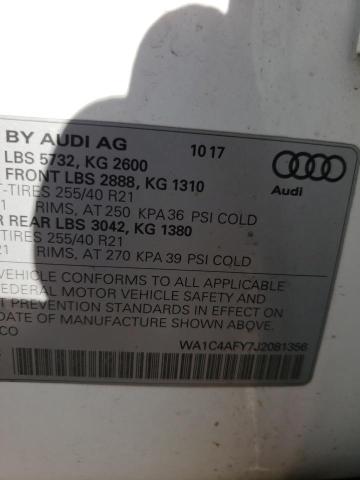 BY AUDI AG 10 17
LBS 5732, KG 2600
FRONT LBS 2888, KG 1310
T-TIRES 255/40 R21
1 RIMS, AT 250 KPA 36 PSI COLD
R REAR LBS 3042, KG 1380
TIRES 255/40 R21
21 RIMS, AT 270 KPA 39 PSI COLD
VEHICLE CONFORMS TO ALL APPLICABLE
FEDERAL MOTOR VEHICLE SAFETY AND
T PREVENTION STANDARDS IN EFFECT ON
DATE OF MANUFACTURE SHOWN ABOVE.
CO
WA1C4AFY7J2081356
Audi